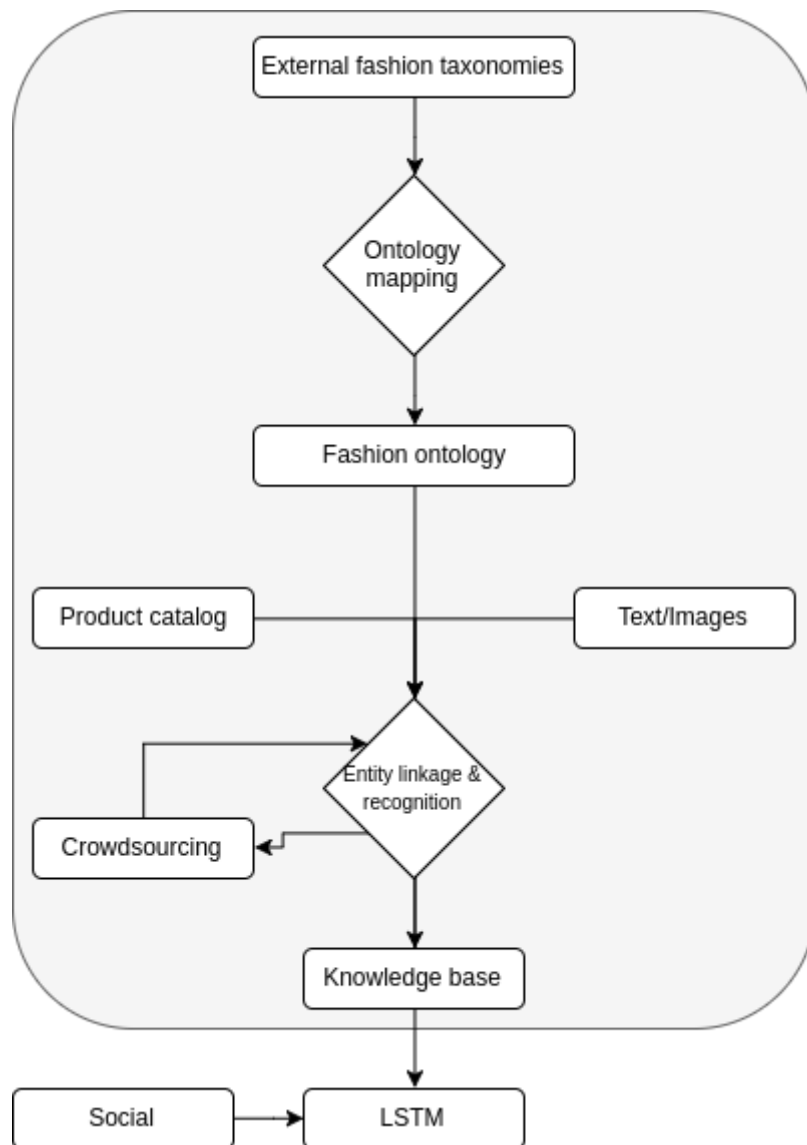 External fashion taxonomies
Ontology
mapping
Fashion ontology
Product catalog
Text/Images
Entity linkage &
recognition
Crowdsourcing
Knowledge base
Social
LSTM